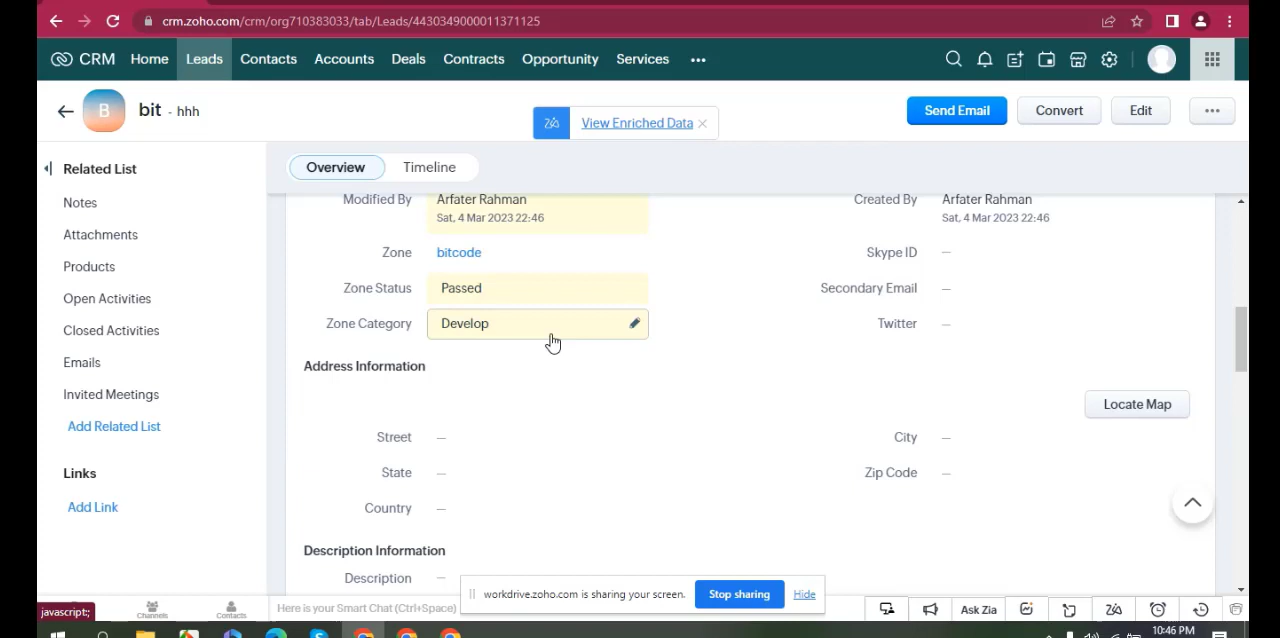 crm.zoho.com/crm/org710383033/tab/Leads/4430349000011371125
CRM Home Leads Contacts Accounts Deals Contracts Opportunity Services •••
B bit - hhh
View Enriched Data
Send Email Convert Edit •••
Related List
Notes
Attachments
Products
Open Activities
Closed Activities
Emails
Invited Meetings
Add Related List
Links
Add Link
Overview Timeline
Modified By Arfater Rahman
Sat, 4 Mar 2023 22:46
Created By Arfater Rahman
Sat, 4 Mar 2023 22:46
Zone bitcode
Skype ID —
Zone Status Passed
Secondary Email —
Zone Category Develop
Twitter —
Address Information
Locate Map
Street —
City —
State —
Zip Code —
Country —
Description Information
Description —
workdrive.zoho.com is sharing your screen. Stop sharing Hide
javascript;
Channels
Contacts
Here is your Smart Chat (Ctrl+Space)
Ask Zia
10:46 PM